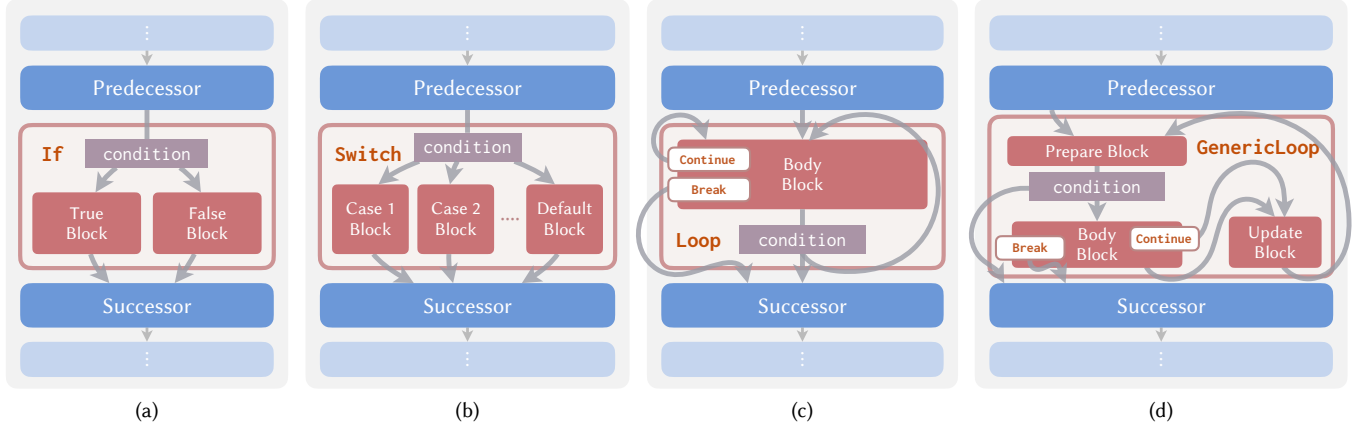 ⋮
Predecessor
If
condition
True
Block
False
Block
Successor
⋮
(a)
⋮
Predecessor
Switch
condition
Case 1
Block
Case 2
Block
....
Default
Block
Successor
⋮
(b)
⋮
Predecessor
Continue
Break
Body
Block
Loop
condition
Successor
⋮
(c)
⋮
Predecessor
Prepare Block
GenericLoop
condition
Break
Body
Block
Continue
Update
Block
Successor
⋮
(d)